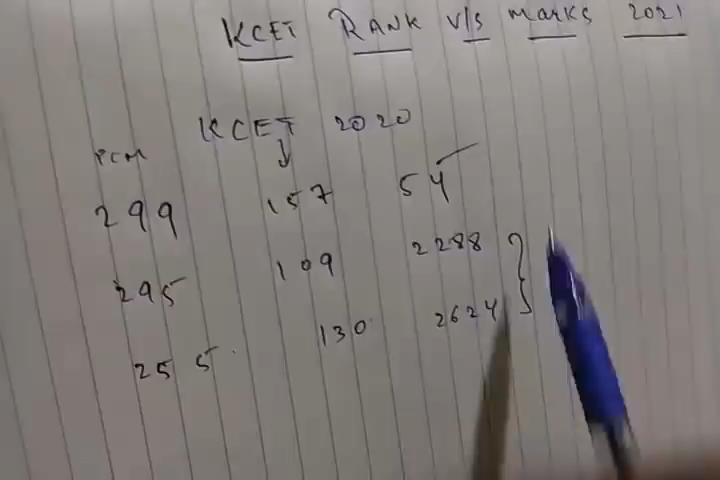 KCET RANK V/S MARKS 2021
KCET 2020
PCM
299 157 54
295 109 2288
255 130 2624